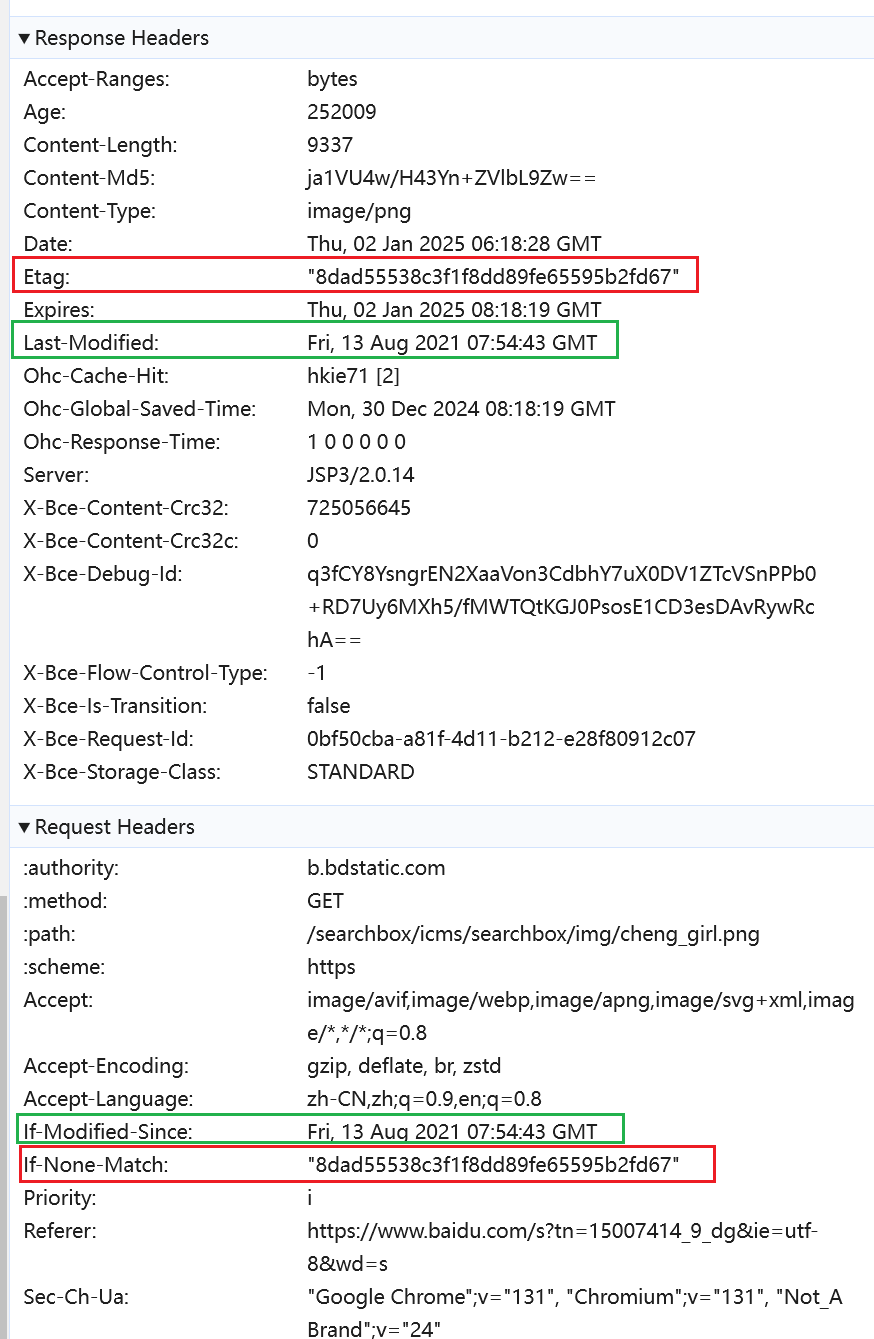 ▼Response Headers
Accept-Ranges: bytes
Age: 252009
Content-Length: 9337
Content-Md5: ja1VU4w/H43Yn+ZVlbL9Zw==
Content-Type: image/png
Date: Thu, 02 Jan 2025 06:18:28 GMT
Etag: "8dad55538c3f1f8dd89fe65595b2fd67"
Expires: Thu, 02 Jan 2025 08:18:19 GMT
Last-Modified: Fri, 13 Aug 2021 07:54:43 GMT
Ohc-Cache-Hit: hkie71 [2]
Ohc-Global-Saved-Time: Mon, 30 Dec 2024 08:18:19 GMT
Ohc-Response-Time: 1 0 0 0 0 0
Server: JSP3/2.0.14
X-Bce-Content-Crc32: 725056645
X-Bce-Content-Crc32c: 0
X-Bce-Debug-Id: q3fCY8YsngrEN2XaaVon3CdbhY7uX0DV1ZTcVSnPPb0
+RD7Uy6MXh5/fMWTQtKGJ0PsosE1CD3esDAvRywRc
hA==
X-Bce-Flow-Control-Type: -1
X-Bce-Is-Transition: false
X-Bce-Request-Id: 0bf50cba-a81f-4d11-b212-e28f80912c07
X-Bce-Storage-Class: STANDARD
▼Request Headers
:authority: b.bdstatic.com
:method: GET
:path: /searchbox/icms/searchbox/img/cheng_girl.png
:scheme: https
Accept: image/avif,image/webp,image/apng,image/svg+xml,imag
e/*,*/*;q=0.8
Accept-Encoding: gzip, deflate, br, zstd
Accept-Language: zh-CN,zh;q=0.9,en;q=0.8
If-Modified-Since: Fri, 13 Aug 2021 07:54:43 GMT
If-None-Match: "8dad55538c3f1f8dd89fe65595b2fd67"
Priority: i
Referer: https://www.baidu.com/s?tn=15007414_9_dg&ie=utf-
8&wd=s
Sec-Ch-Ua: "Google Chrome";v="131", "Chromium";v="131", "Not_A
Brand";v="24"